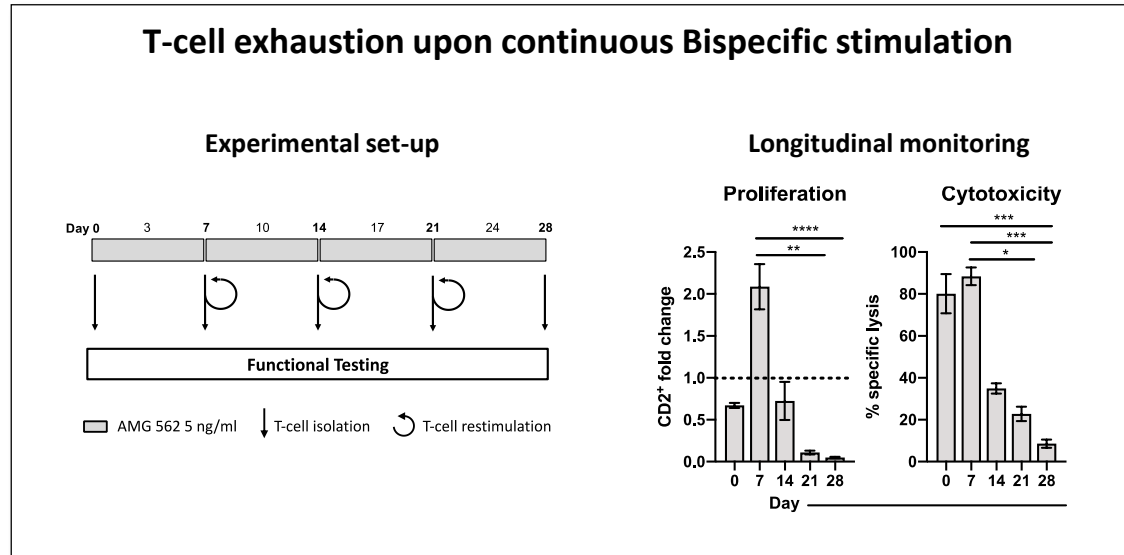 T-cell exhaustion upon continuous Bispecific stimulation
Experimental set-up
Day 0 3 7 10 14 17 21 24 28
Functional Testing
AMG 562 5 ng/ml T-cell isolation T-cell restimulation
Longitudinal monitoring
Proliferation
****
**
CD2⁺ fold change
2.5
2.0
1.5
1.0
0.5
0.0
0 7 14 21 28
Cytotoxicity
***
***
*
% specific lysis
100
80
60
40
20
0
0 7 14 21 28
Day